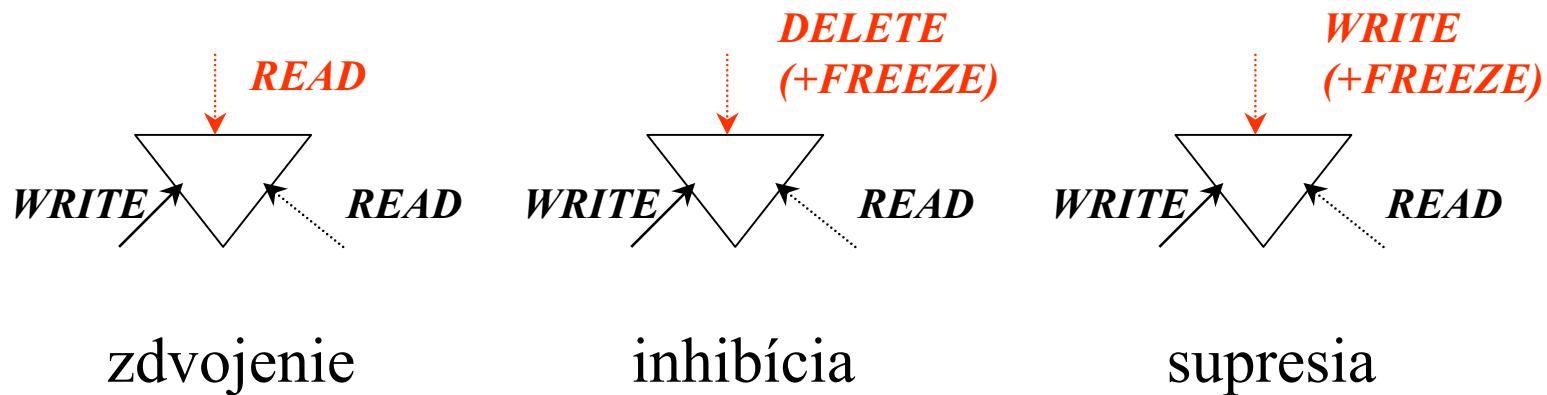 READ
WRITE
READ
zdvojenie
DELETE
(+FREEZE)
WRITE
READ
inhibícia
WRITE
(+FREEZE)
WRITE
READ
supresia